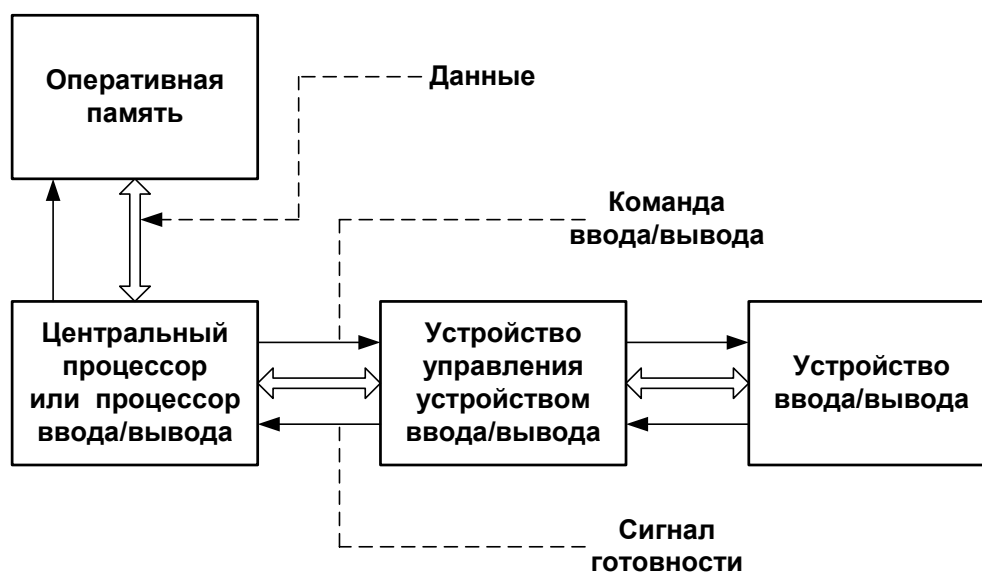 Оперативная
память
Данные
Команда
ввода/вывода
Центральный
процессор
или процессор
ввода/вывода
Устройство
управления
устройством
ввода/вывода
Устройство
ввода/вывода
Сигнал
готовности